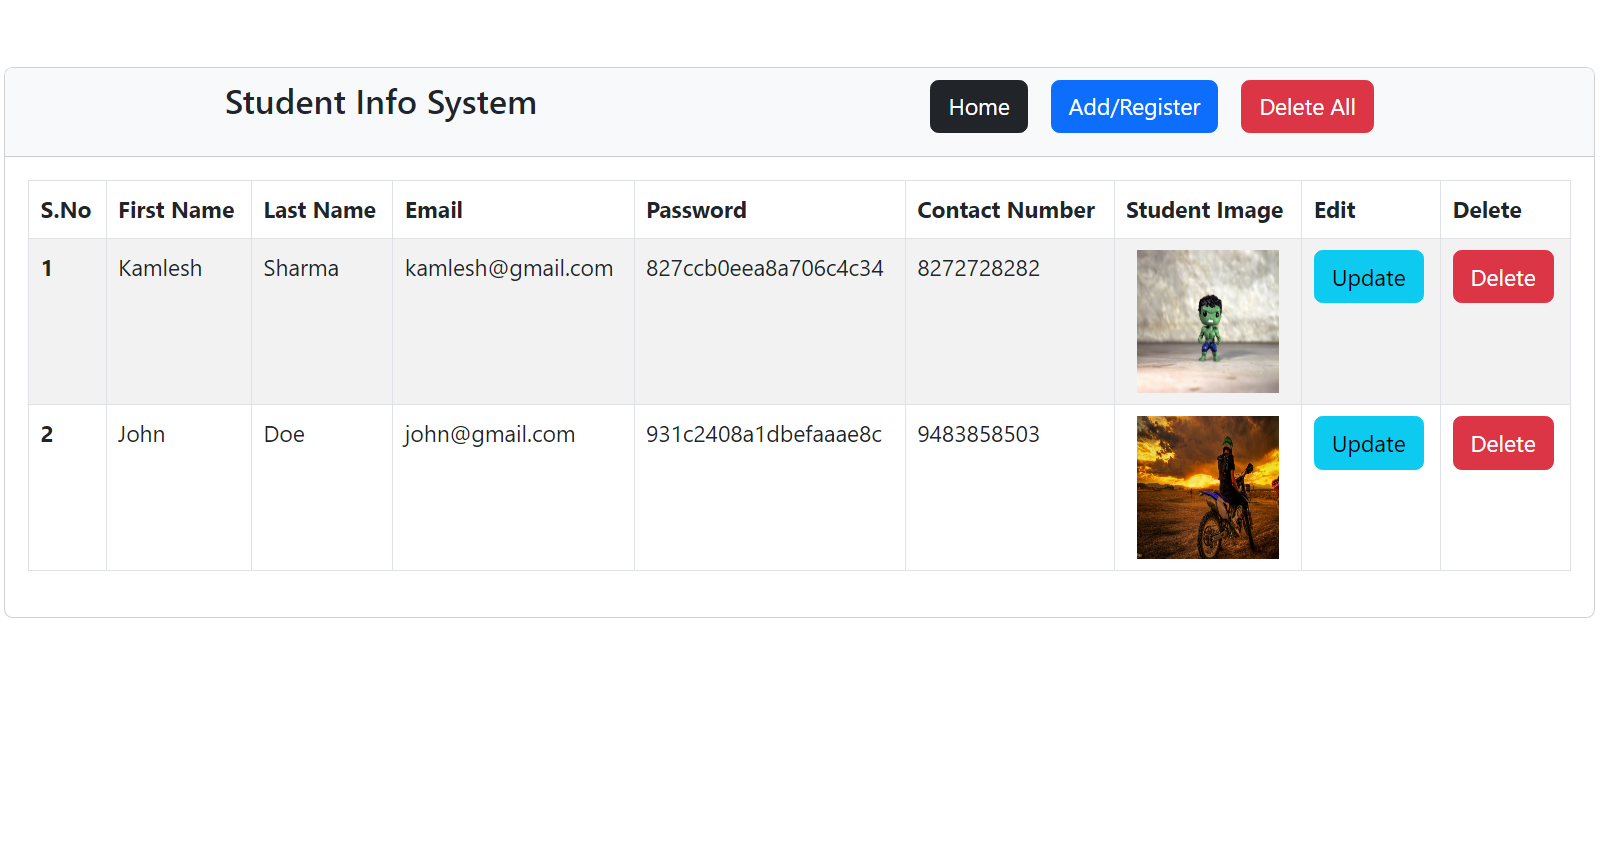 Student Info System
Home Add/Register Delete All
S.No First Name Last Name Email Password Contact Number Student Image Edit Delete
1 Kamlesh Sharma kamlesh@gmail.com 827ccb0eea8a706c4c34 8272728282 Update Delete
2 John Doe john@gmail.com 931c2408a1dbefaaae8c 9483858503 Update Delete